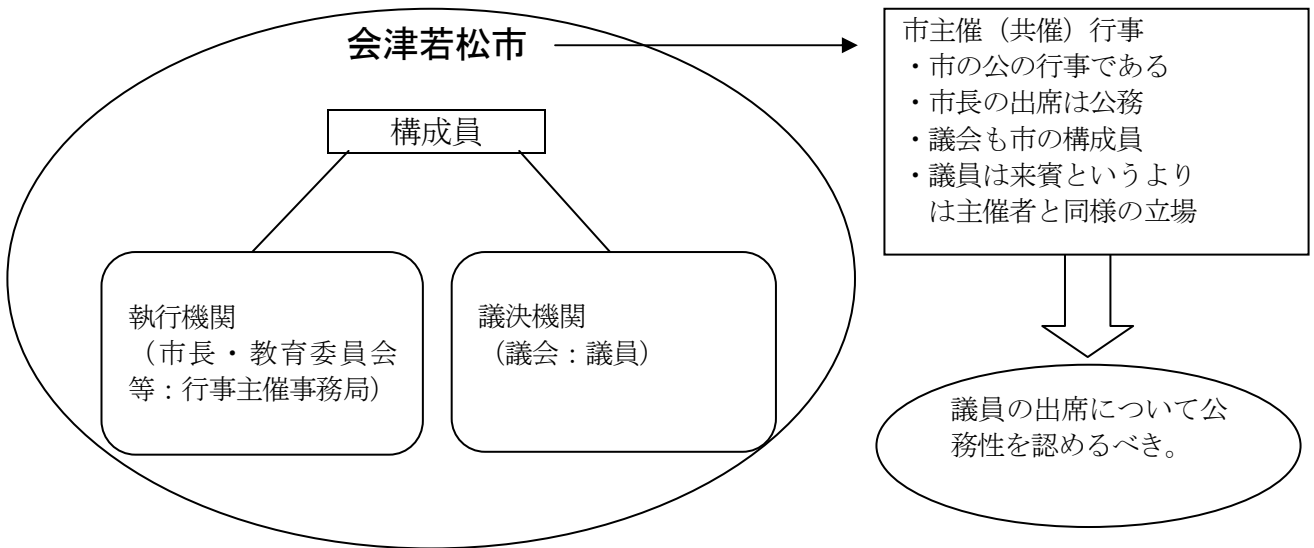 会津若松市
構成員
執行機関
（市長・教育委員会
等：行事主催事務局）
議決機関
（議会：議員）
市主催（共催）行事
・市の公の行事である
・市長の出席は公務
・議会も市の構成員
・議員は来賓というより
は主催者と同様の立場
議員の出席について公
務性を認めるべき。